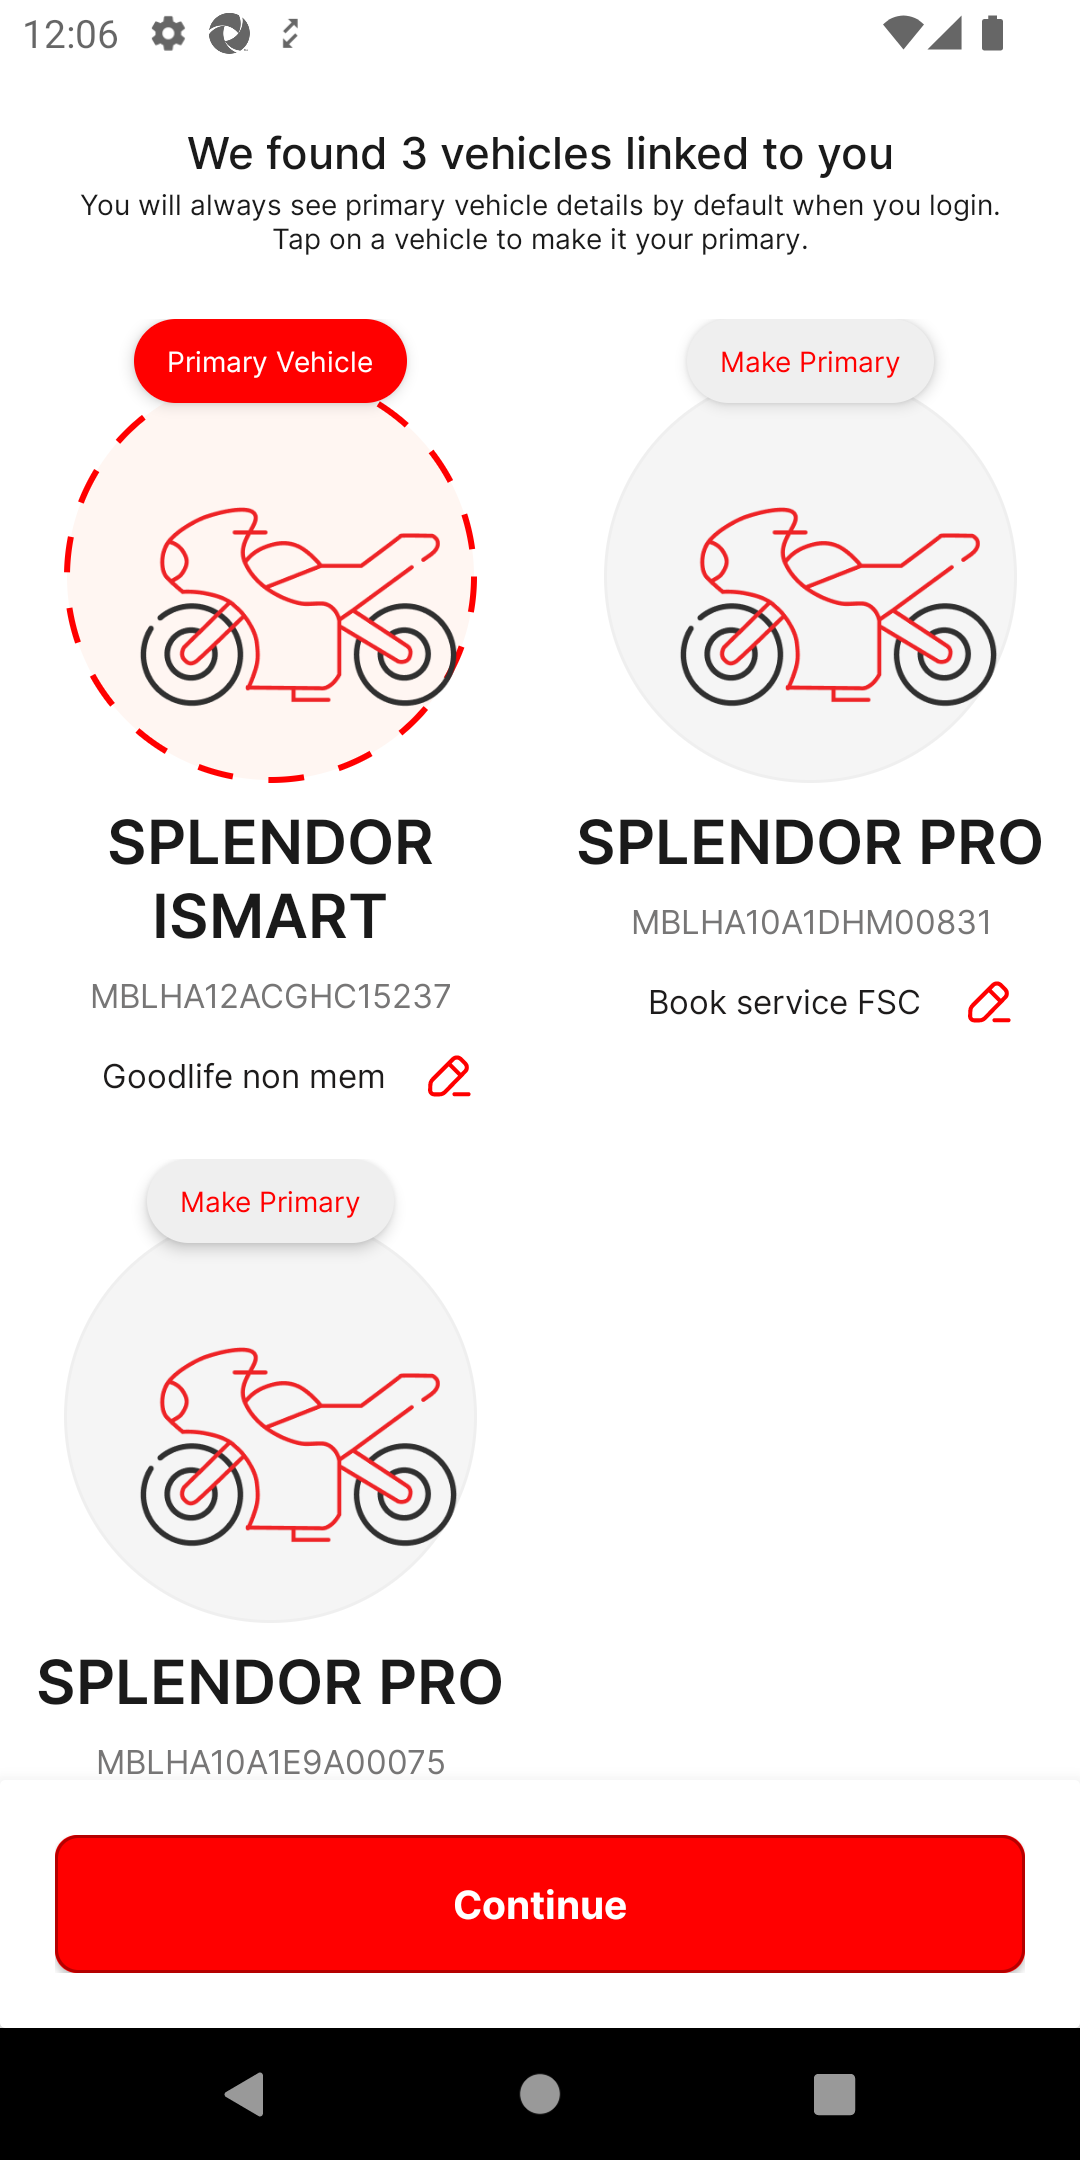 12:06
We found 3 vehicles linked to you
You will always see primary vehicle details by default when you login.
Tap on a vehicle to make it your primary.
Primary Vehicle
Make Primary
SPLENDOR
ISMART
MBLHA12ACGHC15237
Goodlife non mem
SPLENDOR PRO
MBLHA10A1DHM00831
Book service FSC
Make Primary
SPLENDOR PRO
MBLHA10A1E9A00075
Continue